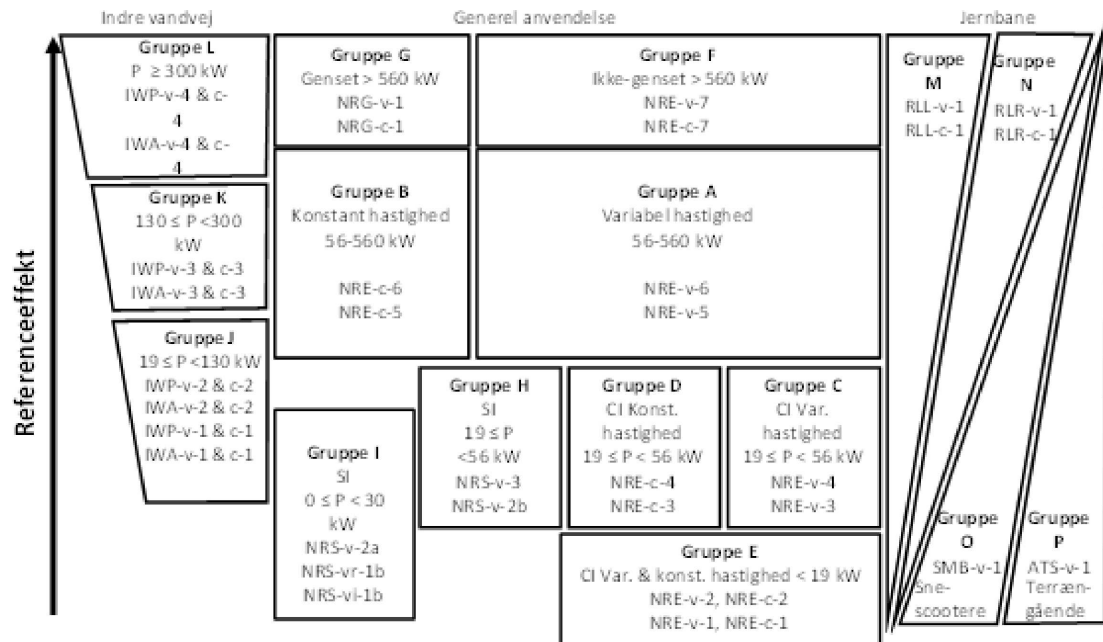 Indre vandvej
Generel anvendelse
Jernbane
Referenceeffekt
Gruppe L
P ≥ 300 kW
IWP-v-4 & c-
4
IWA-v-4 & c-
4
Gruppe K
130 ≤ P <300
kW
IWP-v-3 & c-3
IWA-v-3 & c-3
Gruppe J
19 ≤ P <130 kW
IWP-v-2 & c-2
IWA-v-2 & c-2
IWP-v-1 & c-1
IWA-v-1 & c-1
Gruppe G
Genset > 560 kW
NRG-v-1
NRG-c-1
Gruppe F
Ikke-genset > 560 kW
NRE-v-7
NRE-c-7
Gruppe B
Konstant hastighed
56-560 kW
NRE-c-6
NRE-c-5
Gruppe A
Variabel hastighed
56-560 kW
NRE-v-6
NRE-v-5
Gruppe I
SI
0 ≤ P < 30
kW
NRS-v-2a
NRS-vr-1b
NRS-vi-1b
Gruppe H
SI
19 ≤ P
<56 kW
NRS-v-3
NRS-v-2b
Gruppe D
CI Konst.
hastighed
19 ≤ P < 56 kW
NRE-c-4
NRE-c-3
Gruppe C
CI Var.
hastighed
19 ≤ P < 56 kW
NRE-v-4
NRE-v-3
Gruppe E
CI Var. & konst. hastighed < 19 kW
NRE-v-2, NRE-c-2
NRE-v-1, NRE-c-1
Gruppe
M
RLL-v-1
RLL-c-1
Gruppe
N
RLR-v-1
RLR-c-1
Gruppe
O
SMB-v-1
Sne-
scootere
Gruppe
P
ATS-v-1
Terræn-
gående